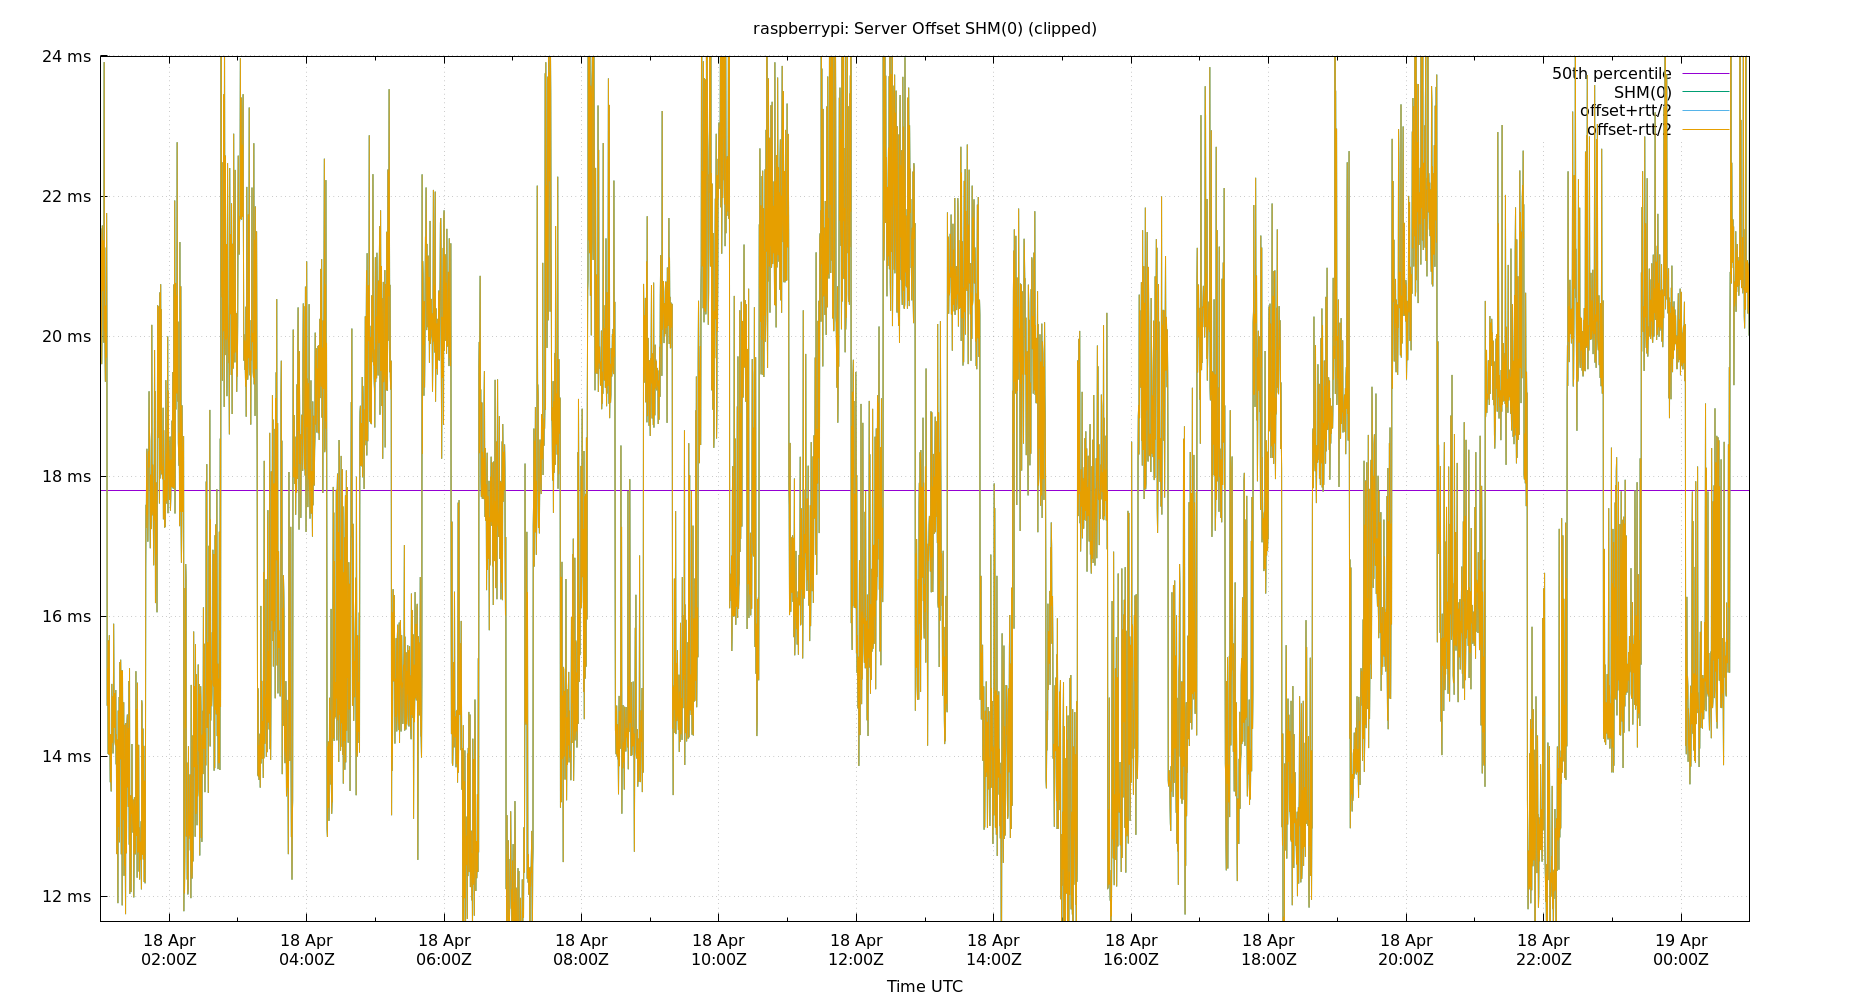 raspberrypi: Server Offset SHM(0) (clipped)
24 ms
22 ms
20 ms
18 ms
16 ms
14 ms
12 ms
50th percentile
SHM(0)
offset+rtt/2
offset-rtt/2
18 Apr 18 Apr 18 Apr 18 Apr 18 Apr 18 Apr 18 Apr 18 Apr 18 Apr 18 Apr 18 Apr 19 Apr
02:00Z 04:00Z 06:00Z 08:00Z 10:00Z 12:00Z 14:00Z 16:00Z 18:00Z 20:00Z 22:00Z 00:00Z
Time UTC